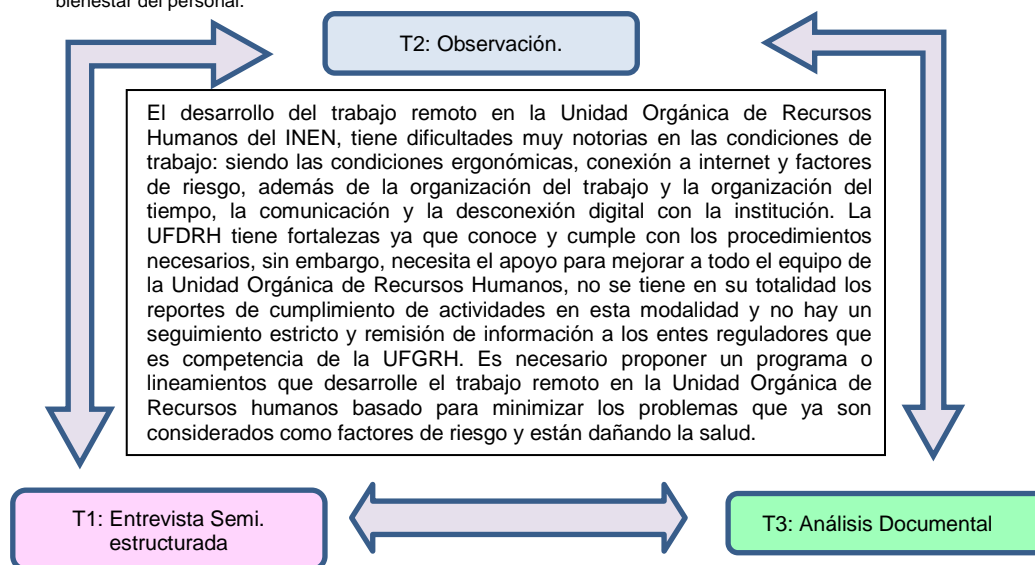 bienestar del personal.
T2: Observación.
El desarrollo del trabajo remoto en la Unidad Orgánica de Recursos
Humanos del INEN, tiene dificultades muy notorias en las condiciones de
trabajo: siendo las condiciones ergonómicas, conexión a internet y factores
de riesgo, además de la organización del trabajo y la organización del
tiempo, la comunicación y la desconexión digital con la institución. La
UFDRH tiene fortalezas ya que conoce y cumple con los procedimientos
necesarios, sin embargo, necesita el apoyo para mejorar a todo el equipo de
la Unidad Orgánica de Recursos Humanos, no se tiene en su totalidad los
reportes de cumplimiento de actividades en esta modalidad y no hay un
seguimiento estricto y remisión de información a los entes reguladores que
es competencia de la UFGRH. Es necesario proponer un programa o
lineamientos que desarrolle el trabajo remoto en la Unidad Orgánica de
Recursos humanos basado para minimizar los problemas que ya son
considerados como factores de riesgo y están dañando la salud.
T1: Entrevista Semi.
estructurada
T3: Análisis Documental